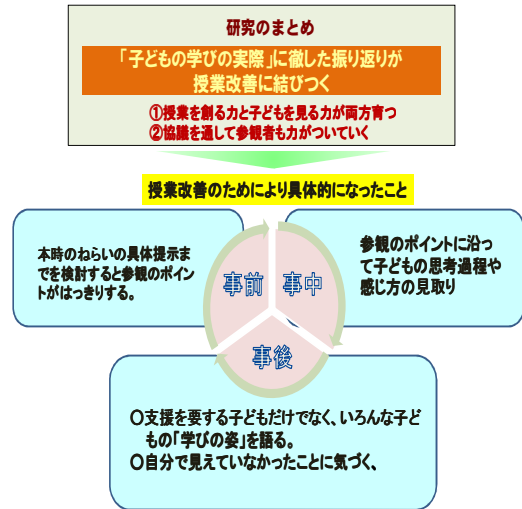 研究のまとめ
「子どもの学びの実際」に徹した振り返りが
授業改善に結びつく
①授業を創る力と子どもを見る力が両方育つ
②協議を通して参観者も力がついていく
授業改善のためにより具体的になったこと
本時のねらいの具体提示ま
でを検討すると参観のポイン
トがはっきりする。
事前
事中
参観のポイントに沿っ
て子どもの思考過程や
感じ方の見取り
事後
○支援を要する子どもだけでなく、いろんな子ど
もの「学びの姿」を語る。
○自分で見えていなかったことに気づく、